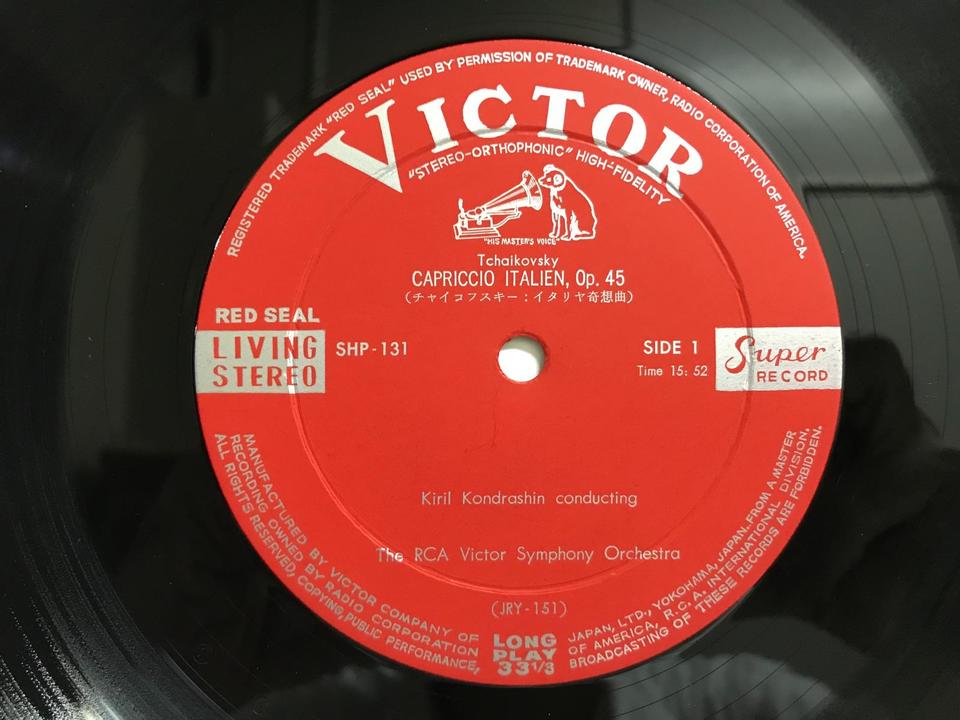 REGISTERED TRADEMARK "RED SEAL" USED BY PERMISSION OF TRADEMARK OWNER, RADIO CORPORATION OF AMERICA.
VICTOR
"STEREO-ORTHOPHONIC" HIGH-FIDELITY
"HIS MASTER'S VOICE"
Tchaikovsky
CAPRICCIO ITALIEN, Op. 45
(チャイコフスキー：イタリヤ奇想曲)
RED SEAL
LIVING
STEREO
SHP-131
SIDE 1
Time 15: 52
Super
RECORD
Kiril Kondrashin conducting
The RCA Victor Symphony Orchestra
(JRY-151)
LONG
PLAY
33 1/3
MANUFACTURED BY VICTOR COMPANY OF JAPAN, LTD., YOKOHAMA, JAPAN. FROM A MASTER
RECORDING OWNED BY RADIO CORPORATION OF AMERICA, R.C.A. INTERNATIONAL DIVISION,
ALL RIGHTS RESERVED, COPYING, PUBLIC PERFORMANCE, BROADCASTING OF THESE RECORDS ARE FORBIDDEN.